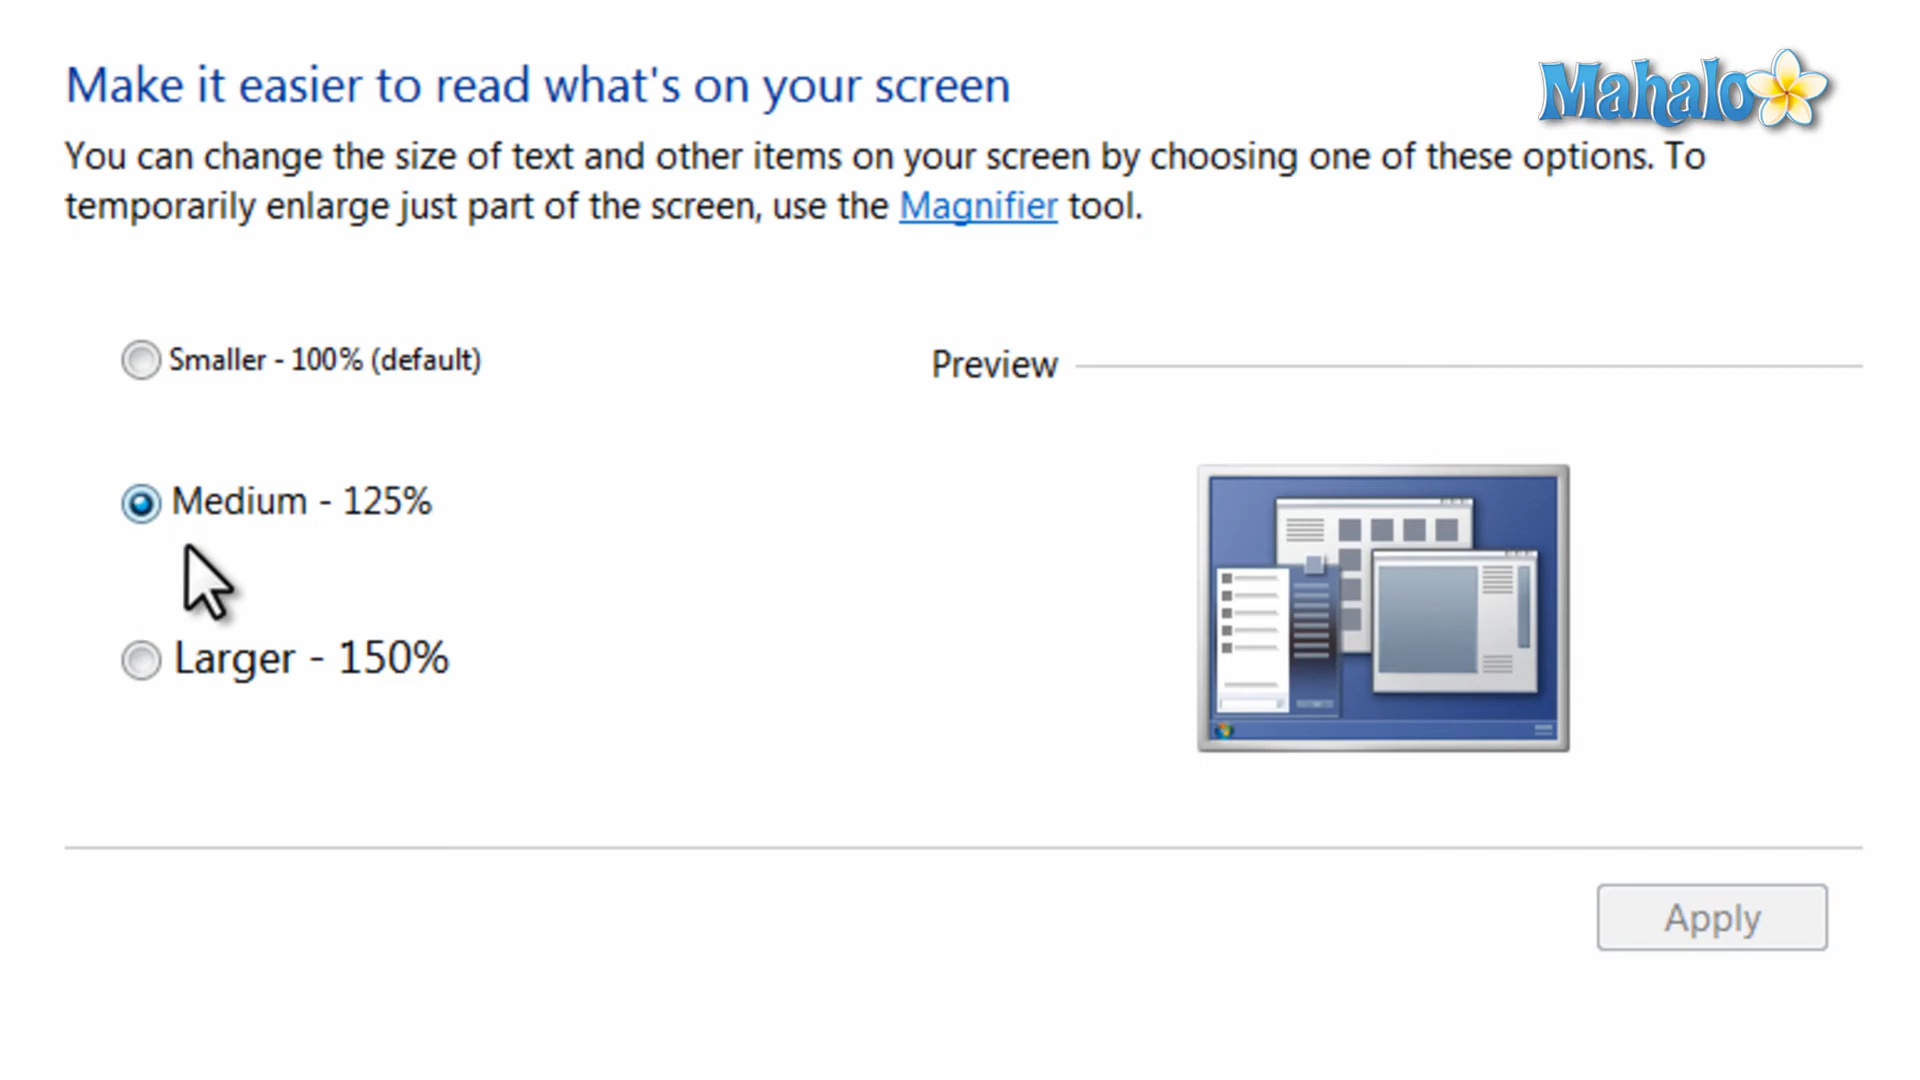 Make it easier to read what's on your screen
Mahalo
You can change the size of text and other items on your screen by choosing one of these options. To
temporarily enlarge just part of the screen, use the Magnifier tool.
Smaller - 100% (default)
Preview
Medium - 125%
Larger - 150%
Apply